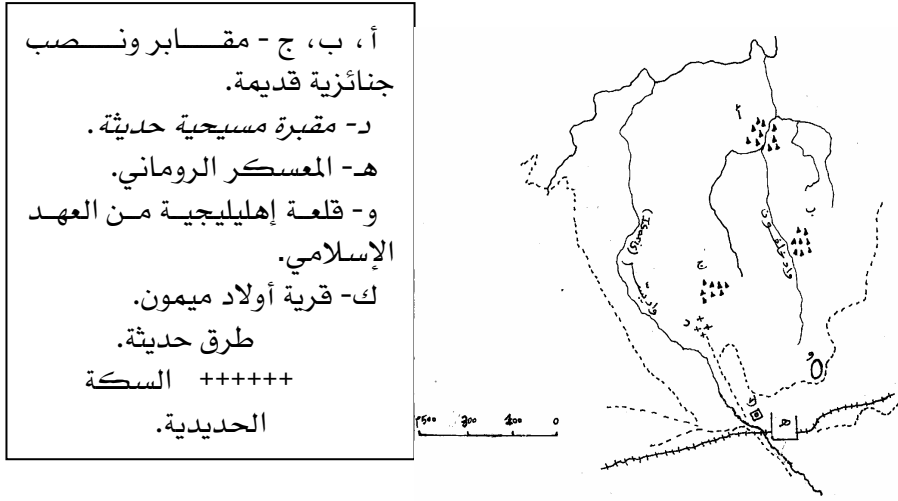 أ، ب، ج - مقابر ونصب
جنائزية قديمة.
د- مقبرة مسيحية حديثة.
هـ- المعسكر الروماني.
و- قلعة إهليليجية من العهد
الإسلامي.
ك- قرية أولاد ميمون.
طرق حديثة.
++++++ السكة
الحديدية.
أ
ج
د
و
0